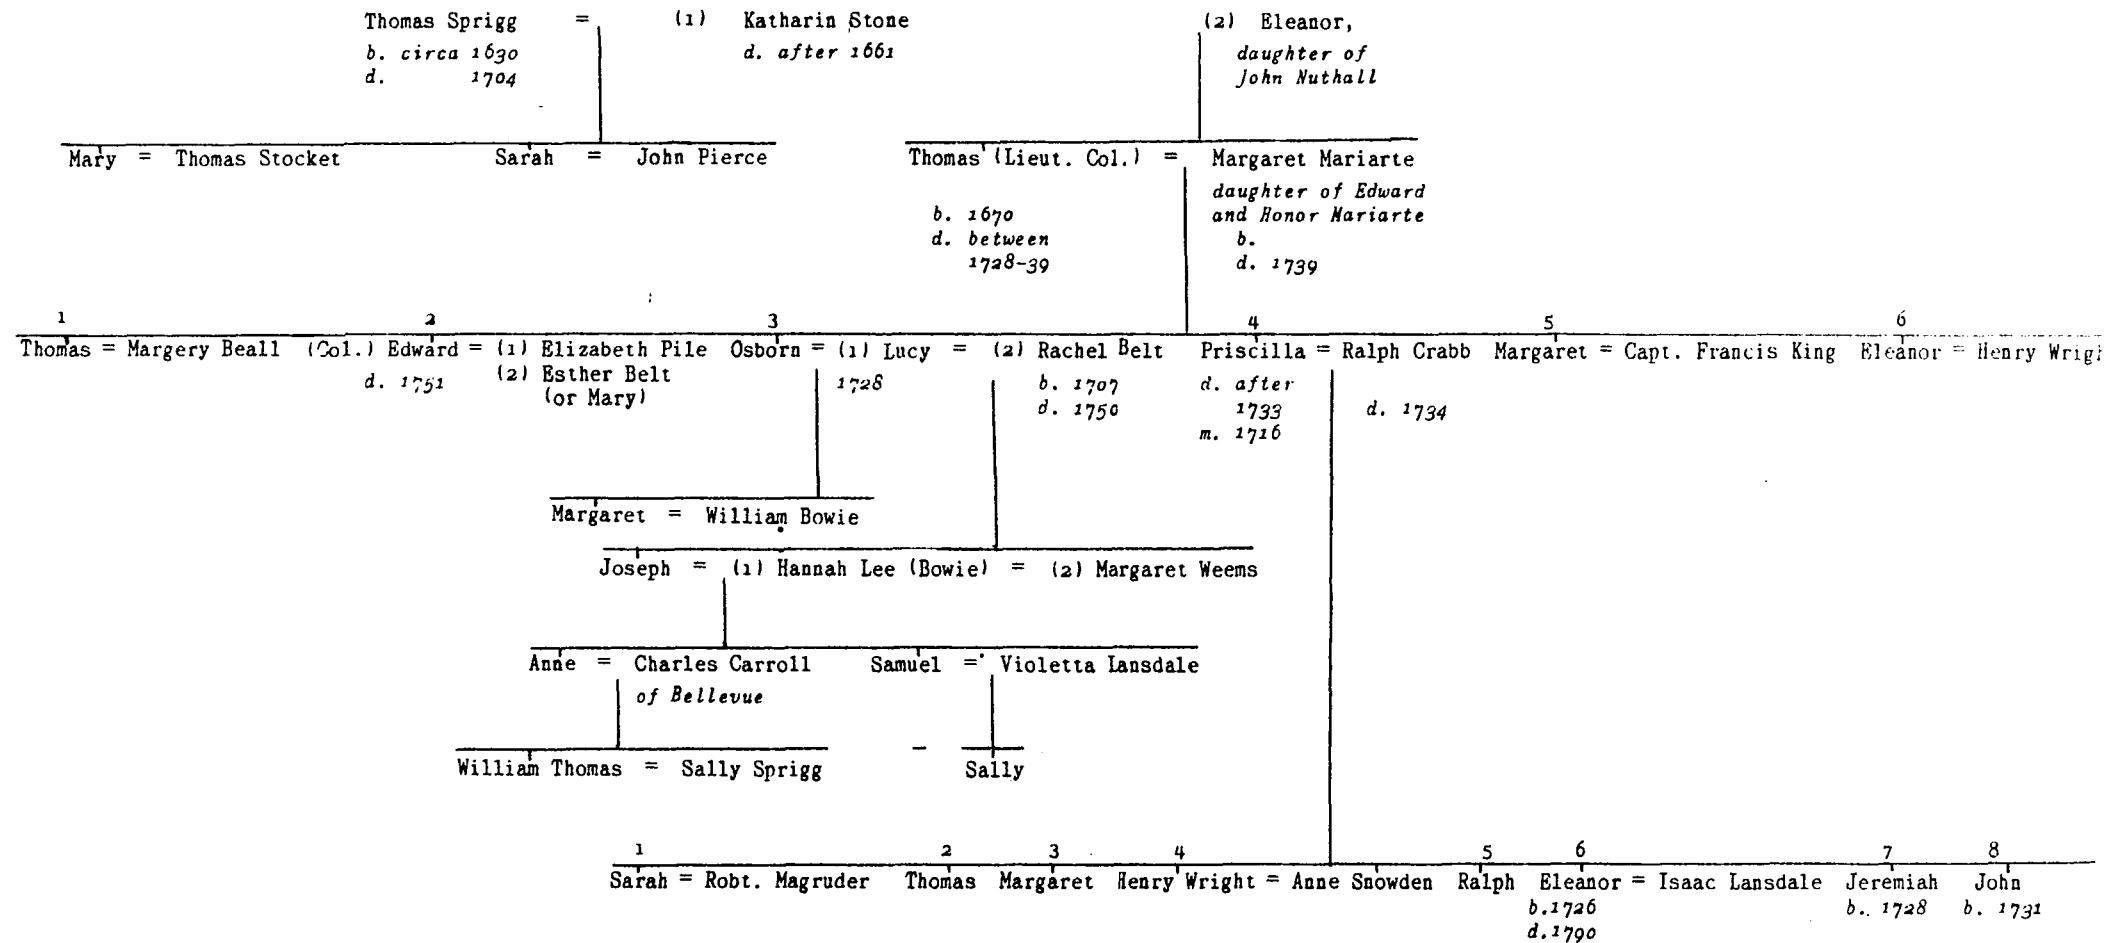 Thomas Sprigg = (1) Katharin Stone (2) Eleanor,
b. circa 1630 d. after 1661 daughter of
d. 1704 John Nuthall
Mary = Thomas Stocket Sarah = John Pierce Thomas (Lieut. Col.) = Margaret Mariarte
daughter of Edward
b. 1670 and Honor Mariarte
d. between b.
1728-39 d. 1739
1 2 3 4 5 6
Thomas = Margery Beall (Col.) Edward = (1) Elizabeth Pile Osborn = (1) Lucy = (2) Rachel Belt Priscilla = Ralph Crabb Margaret = Capt. Francis King Eleanor = Henry Wrig
d. 1751 (2) Esther Belt 1728 b. 1707 d. after
(or Mary) d. 1750 1733 d. 1734
m. 1716
Margaret = William Bowie
Joseph = (1) Hannah Lee (Bowie) = (2) Margaret Weems
Anne = Charles Carroll Samuel = Violetta Lansdale
of Bellevue
William Thomas = Sally Sprigg Sally
1 2 3 4 5 6 7 8
Sarah = Robt. Magruder Thomas Margaret Henry Wright = Anne Snowden Ralph Eleanor = Isaac Lansdale Jeremiah John
b.1726 b. 1728 b. 1731
d.1790